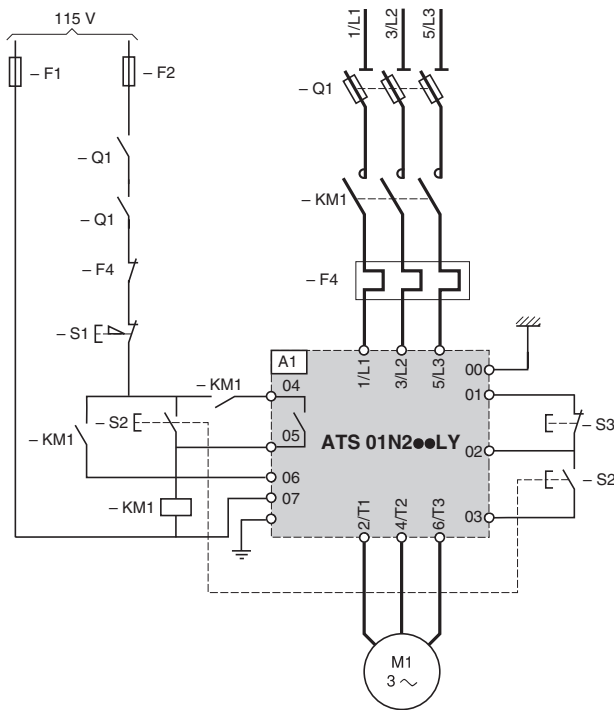 115 V
– F1
– F2
– Q1
– Q1
– F4
– S1
– KM1
– S2
– KM1
– KM1
1/L1
3/L2
5/L3
– Q1
– KM1
– F4
A1
1/L1
3/L2
5/L3
04
05
06
07
ATS 01N2●●LY
00
01
02
03
– S3
– S2
2/T1
4/T2
6/T3
M1
3 ~